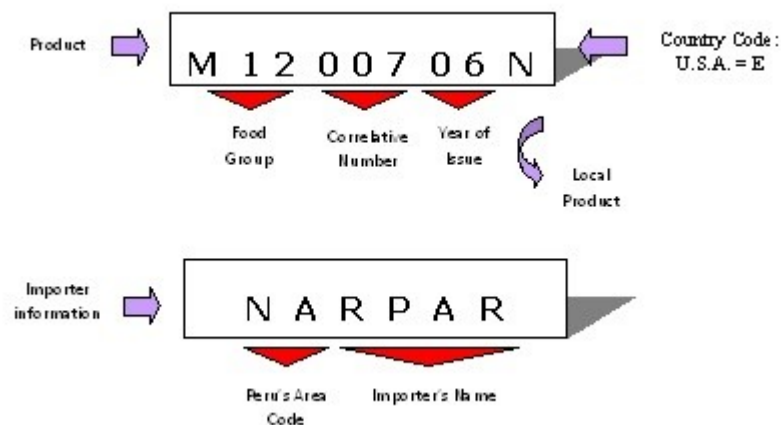 Product
M 12 007 06 N
Country Code:
U.S.A. = E
Food
Group
Correlative
Number
Year of
Issue
Local
Product
Importer
information
N A R P A R
Peru's Area
Code
Importer's Name